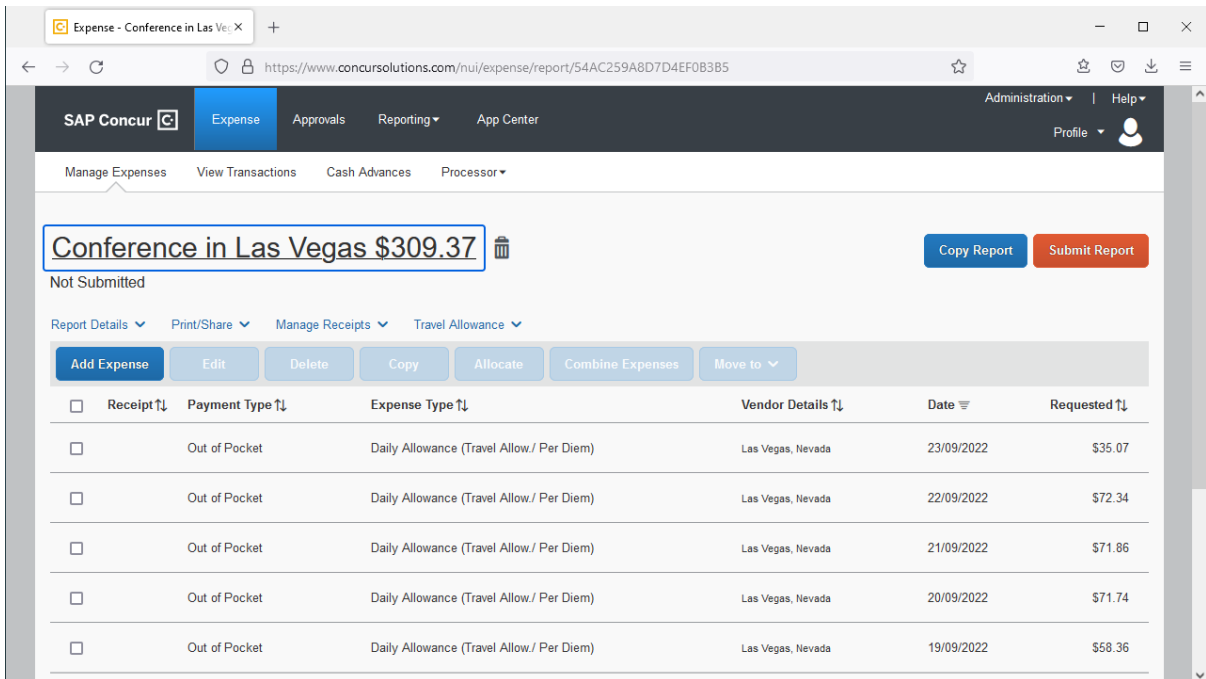 Expense - Conference in Las Veg
https://www.concursolutions.com/nui/expense/report/54AC259A8D7D4EF0B3B5
Administration | Help
SAP Concur C Expense Approvals Reporting App Center
Profile
Manage Expenses View Transactions Cash Advances Processor
Conference in Las Vegas $309.37
Copy Report Submit Report
Not Submitted
Report Details Print/Share Manage Receipts Travel Allowance
Add Expense Edit Delete Copy Allocate Combine Expenses Move to
Receipt Payment Type Expense Type Vendor Details Date Requested
Out of Pocket Daily Allowance (Travel Allow./ Per Diem) Las Vegas, Nevada 23/09/2022 $35.07
Out of Pocket Daily Allowance (Travel Allow./ Per Diem) Las Vegas, Nevada 22/09/2022 $72.34
Out of Pocket Daily Allowance (Travel Allow./ Per Diem) Las Vegas, Nevada 21/09/2022 $71.86
Out of Pocket Daily Allowance (Travel Allow./ Per Diem) Las Vegas, Nevada 20/09/2022 $71.74
Out of Pocket Daily Allowance (Travel Allow./ Per Diem) Las Vegas, Nevada 19/09/2022 $58.36